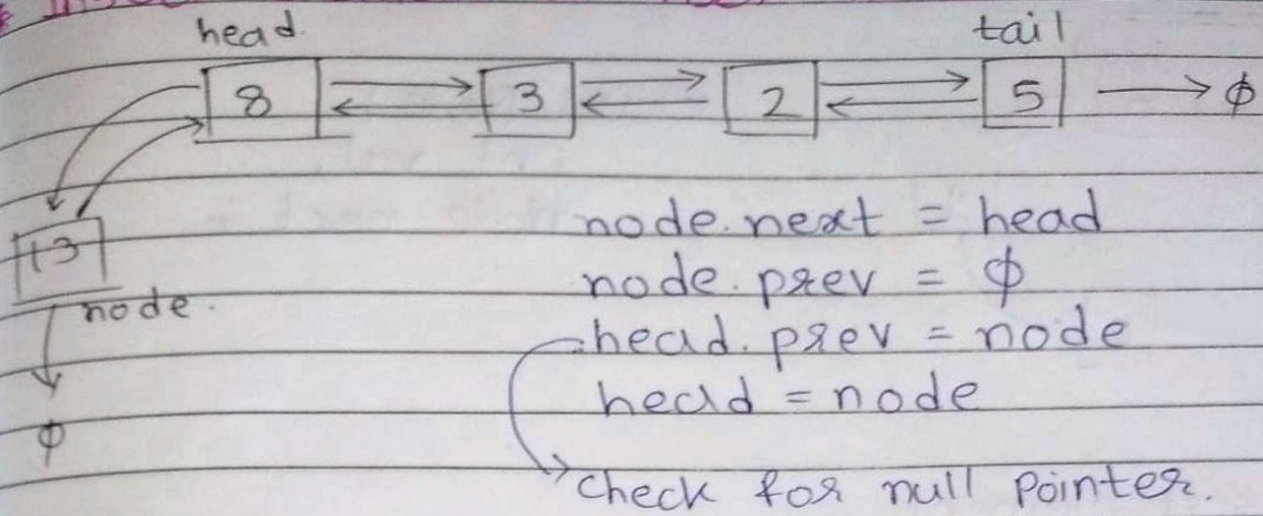 head
tail
8
3
2
5
φ
13
node.
φ
node.next = head
node.prev = φ
head.prev = node
head = node
check for null pointer.